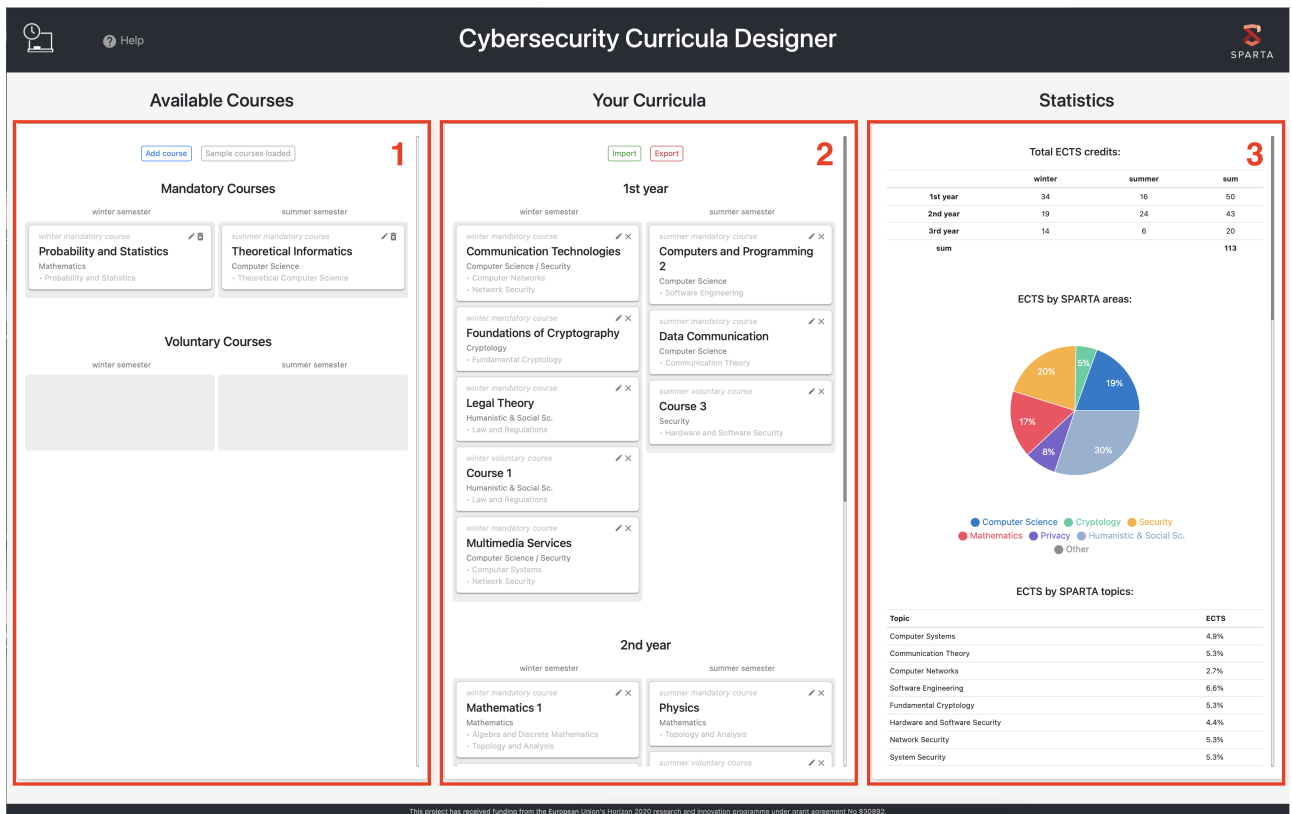 Help
Cybersecurity Curricula Designer
SPARTA
Available Courses
Your Curricula
Statistics
1
Add course Sample courses loaded
Mandatory Courses
winter semester summer semester
winter mandatory course
Probability and Statistics
Mathematics
• Probability and Statistics
summer mandatory course
Theoretical Informatics
Computer Science
• Theoretical Computer Science
Voluntary Courses
winter semester summer semester
2
Import Export
1st year
winter semester summer semester
winter mandatory course
Communication Technologies
Computer Science / Security
• Computer Networks
• Network Security
winter mandatory course
Foundations of Cryptography
Cryptology
• Fundamental Cryptology
winter mandatory course
Legal Theory
Humanistic & Social Sc.
• Law and Regulations
winter voluntary course
Course 1
Humanistic & Social Sc.
• Law and Regulations
winter mandatory course
Multimedia Services
Computer Science / Security
• Computer Systems
• Network Security
summer mandatory course
Computers and Programming
2
Computer Science
• Software Engineering
summer mandatory course
Data Communication
Computer Science
• Communication Theory
summer voluntary course
Course 3
Security
• Hardware and Software Security
2nd year
winter semester summer semester
winter mandatory course
Mathematics 1
Mathematics
• Algebra and Discrete Mathematics
• Topology and Analysis
summer mandatory course
Physics
Mathematics
• Topology and Analysis
summer voluntary course
3
Total ECTS credits:
winter summer sum
1st year 34 16 50
2nd year 19 24 43
3rd year 14 6 20
sum 113
ECTS by SPARTA areas:
5%
20%
19%
17%
8%
30%
Computer Science Cryptology Security
Mathematics Privacy Humanistic & Social Sc.
Other
ECTS by SPARTA topics:
Topic ECTS
Computer Systems 4.9%
Communication Theory 5.3%
Computer Networks 2.7%
Software Engineering 6.6%
Fundamental Cryptology 5.3%
Hardware and Software Security 4.4%
Network Security 5.3%
System Security 5.3%
This project has received funding from the European Union's Horizon 2020 research and innovation programme under grant agreement No 830892.